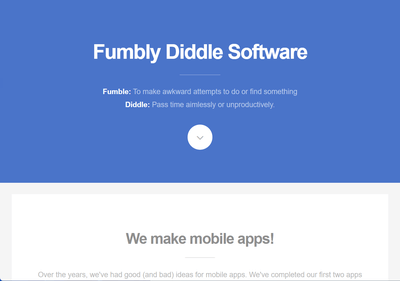 Fumbly Diddle Software
Fumble: To make awkward attempts to do or find something
Diddle: Pass time aimlessly or unproductively.
We make mobile apps!
Over the years, we've had good (and bad) ideas for mobile apps. We've completed our first two apps